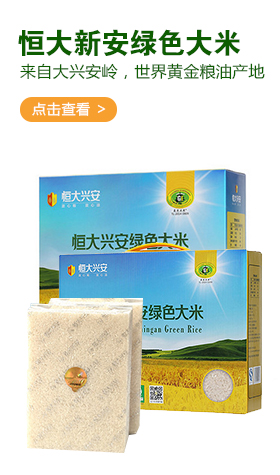 恒大新安绿色大米
来自大兴安岭，世界黄金粮油产地
点击查看 >
恒大兴安
恒大兴安绿色大米
恒大兴安
安绿色大米
ingan Green Rice